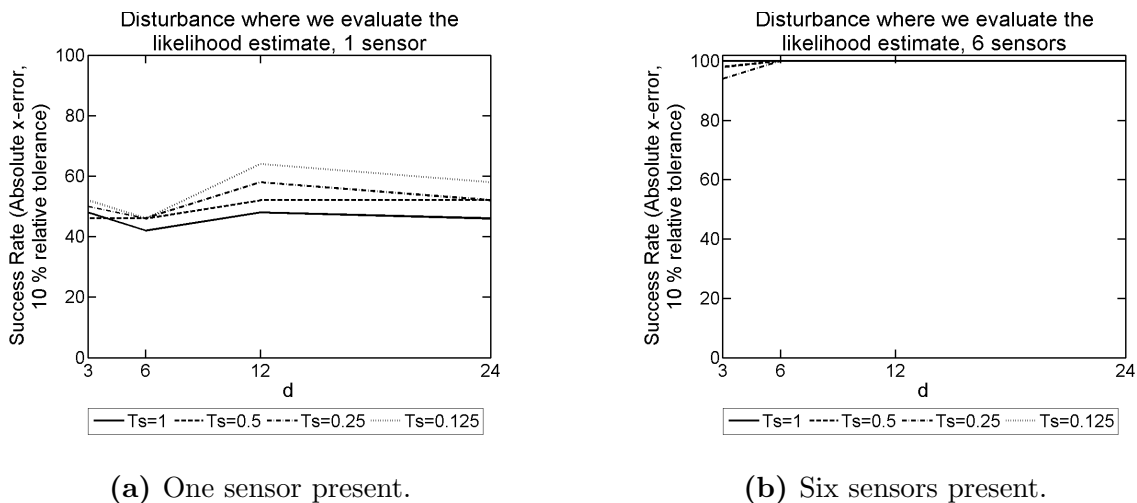 Disturbance where we evaluate the
likelihood estimate, 1 sensor
Success Rate (Absolute x-error,
10 % relative tolerance)
100
80
60
40
20
0
3 6 12 24
d
Ts=1 Ts=0.5 Ts=0.25 Ts=0.125
(a) One sensor present.
Disturbance where we evaluate the
likelihood estimate, 6 sensors
Success Rate (Absolute x-error,
10 % relative tolerance)
100
80
60
40
20
0
3 6 12 24
d
Ts=1 Ts=0.5 Ts=0.25 Ts=0.125
(b) Six sensors present.